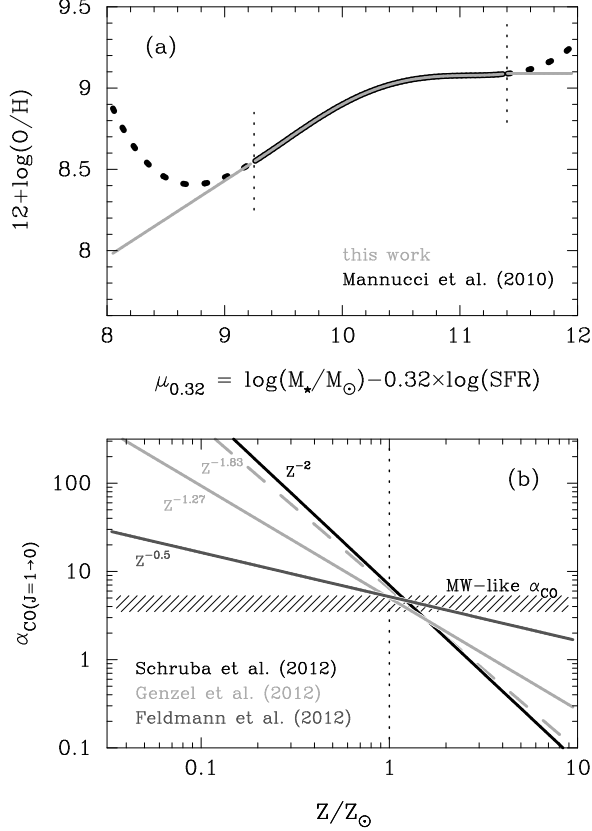 9.5
(a)
9
12+log(O/H)
8.5
8
this work
Mannucci et al. (2010)
8 9 10 11 12
μ0.32 = log(M⋆/M⊙)−0.32×log(SFR)
Z−1.83
Z−2
(b)
100
Z−1.27
αCO(J=1→0)
Z−0.5
10
MW−like αCO
1
Schruba et al. (2012)
Genzel et al. (2012)
Feldmann et al. (2012)
0.1
0.1 1 10
Z/Z⊙